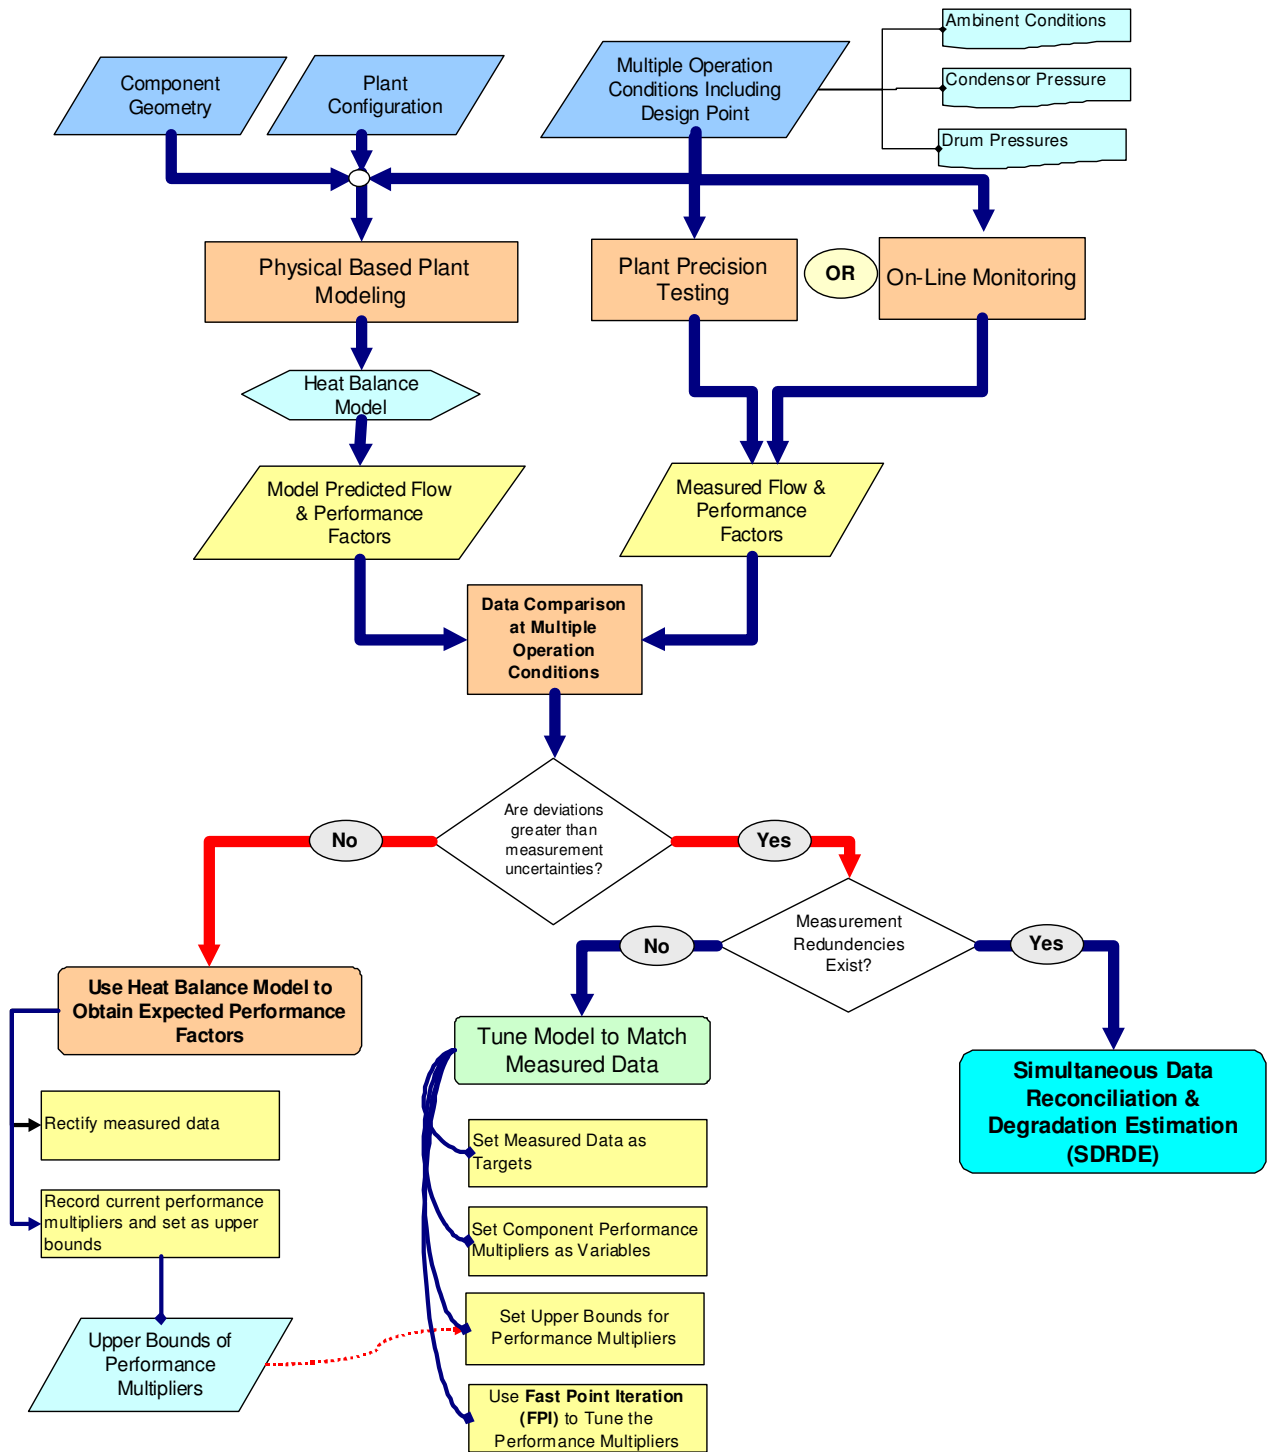 Ambinent Conditions
Component
Geometry
Plant
Configuration
Multiple Operation
Conditions Including
Design Point
Condensor Pressure
Drum Pressures
Physical Based Plant
Modeling
Plant Precision
Testing
OR
On-Line Monitoring
Heat Balance
Model
Model Predicted Flow
& Performance
Factors
Measured Flow &
Performance
Factors
Data Comparison
at Multiple
Operation
Conditions
Are deviations
greater than
measurement
uncertainties?
No
Yes
Measurement
Redundencies
Exist?
No
Yes
Use Heat Balance Model to
Obtain Expected Performance
Factors
Tune Model to Match
Measured Data
Simultaneous Data
Reconciliation &
Degradation Estimation
(SDRDE)
Rectify measured data
Set Measured Data as
Targets
Record current performance
multipliers and set as upper
bounds
Set Component Performance
Multipliers as Variables
Upper Bounds of
Performance
Multipliers
Set Upper Bounds for
Performance Multipliers
Use Fast Point Iteration
(FPI) to Tune the
Performance Multipliers